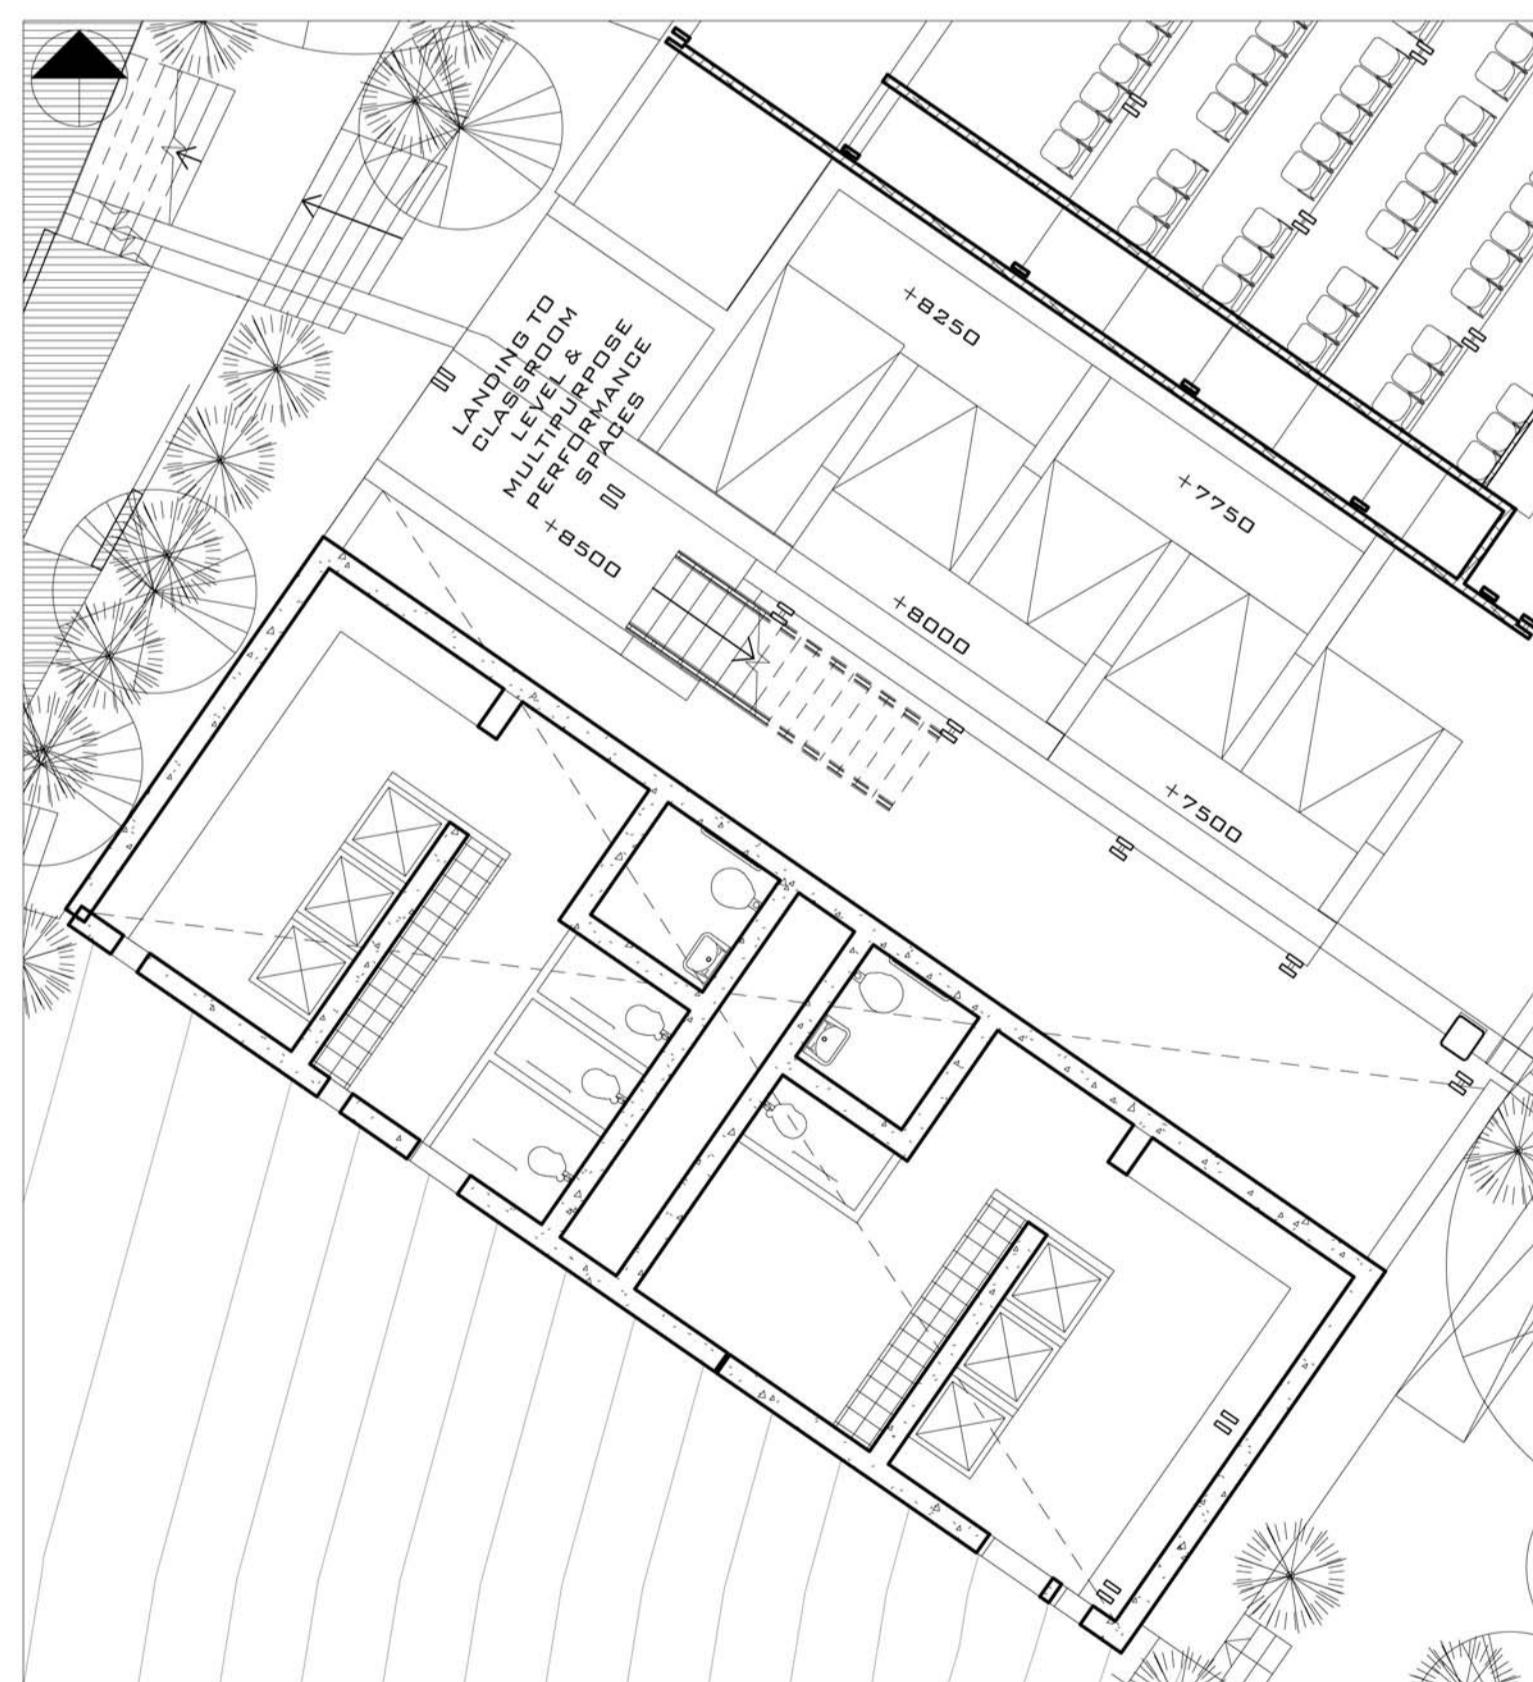 LANDING TO
CLASSROOM
LEVEL &
MULTIPURPOSE
PERFORMANCE
SPACES
+8500
+8250
+7750
+8000
+7500